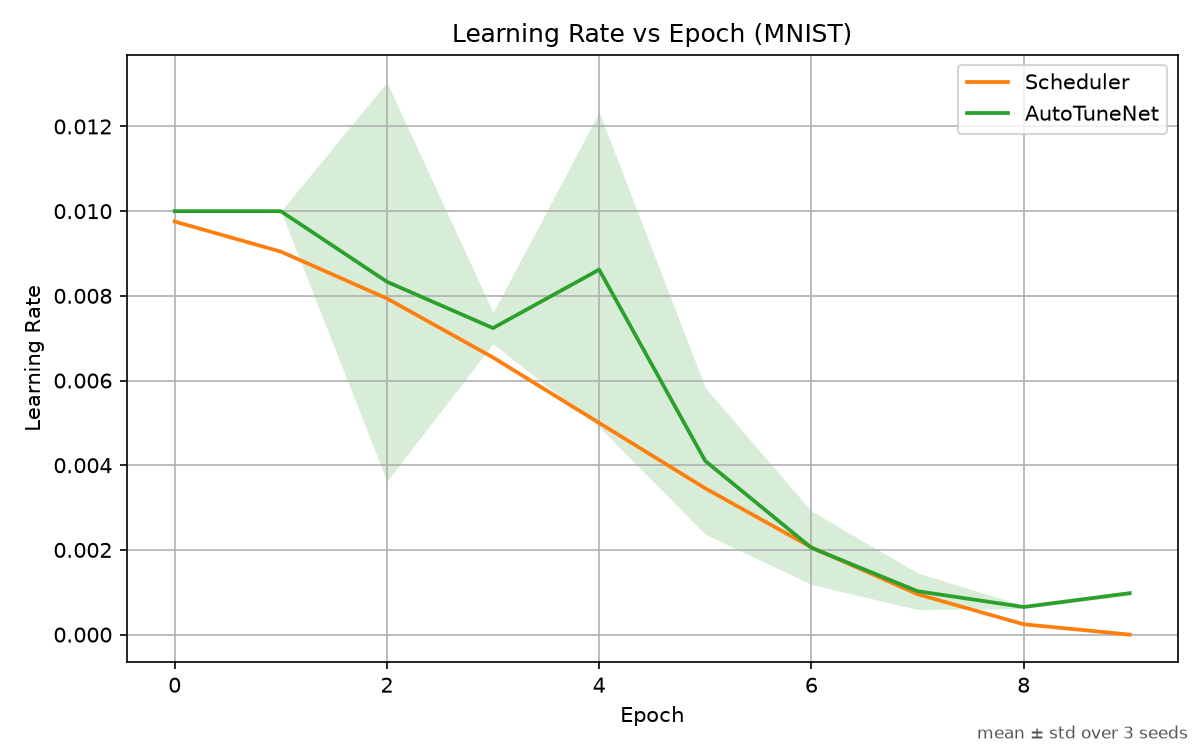 Learning Rate vs Epoch (MNIST)
Scheduler
AutoTuneNet
0.012
0.010
0.008
0.006
0.004
0.002
0.000
Learning Rate
0 2 4 6 8
Epoch
mean ± std over 3 seeds